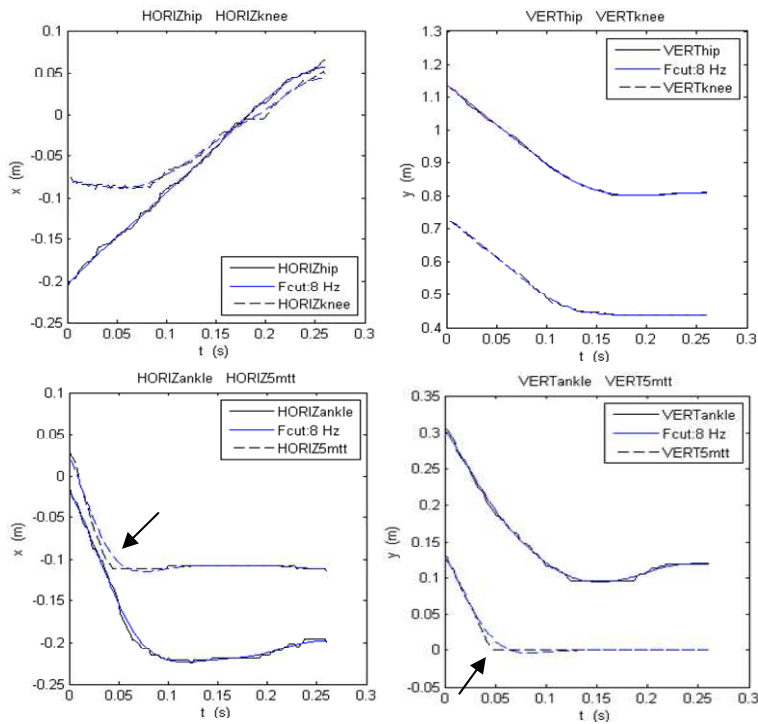 HORIZhip HORIZknee
0.1
0.05
0
-0.05
-0.1
-0.15
-0.2
-0.25
x (m)
0 0.05 0.1 0.15 0.2 0.25 0.3
t (s)
HORIZhip
Fcut:8 Hz
HORIZknee
VERThip VERTknee
1.4
1.3
1.2
1.1
1
0.9
0.8
0.7
0.6
0.5
0.4
y (m)
0 0.05 0.1 0.15 0.2 0.25 0.3
t (s)
VERThip
Fcut:8 Hz
VERTknee
HORIZankle HORIZ5mtt
0.1
0.05
0
-0.05
-0.1
-0.15
-0.2
-0.25
x (m)
0 0.05 0.1 0.15 0.2 0.25 0.3
t (s)
HORIZankle
Fcut:8 Hz
HORIZ5mtt
VERTankle VERT5mtt
0.35
0.3
0.25
0.2
0.15
0.1
0.05
0
-0.05
y (m)
0 0.05 0.1 0.15 0.2 0.25 0.3
t (s)
VERTankle
Fcut:8 Hz
VERT5mtt